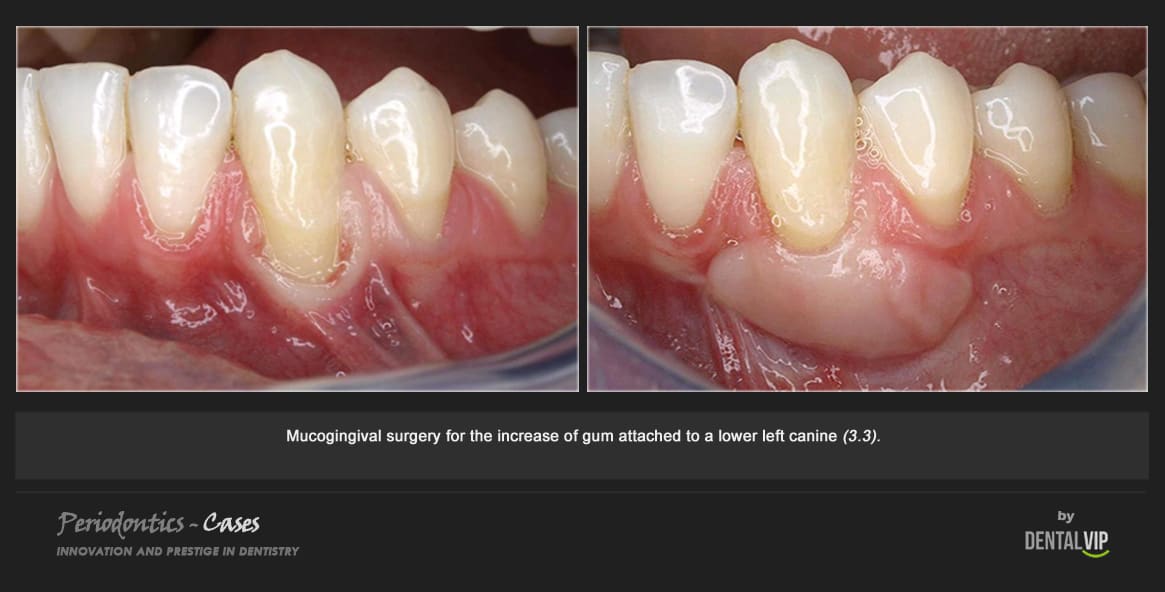 Mucogingival surgery for the increase of gum attached to a lower left canine (3.3).
Periodontics - Cases
INNOVATION AND PRESTIGE IN DENTISTRY
by
DENTALVIP